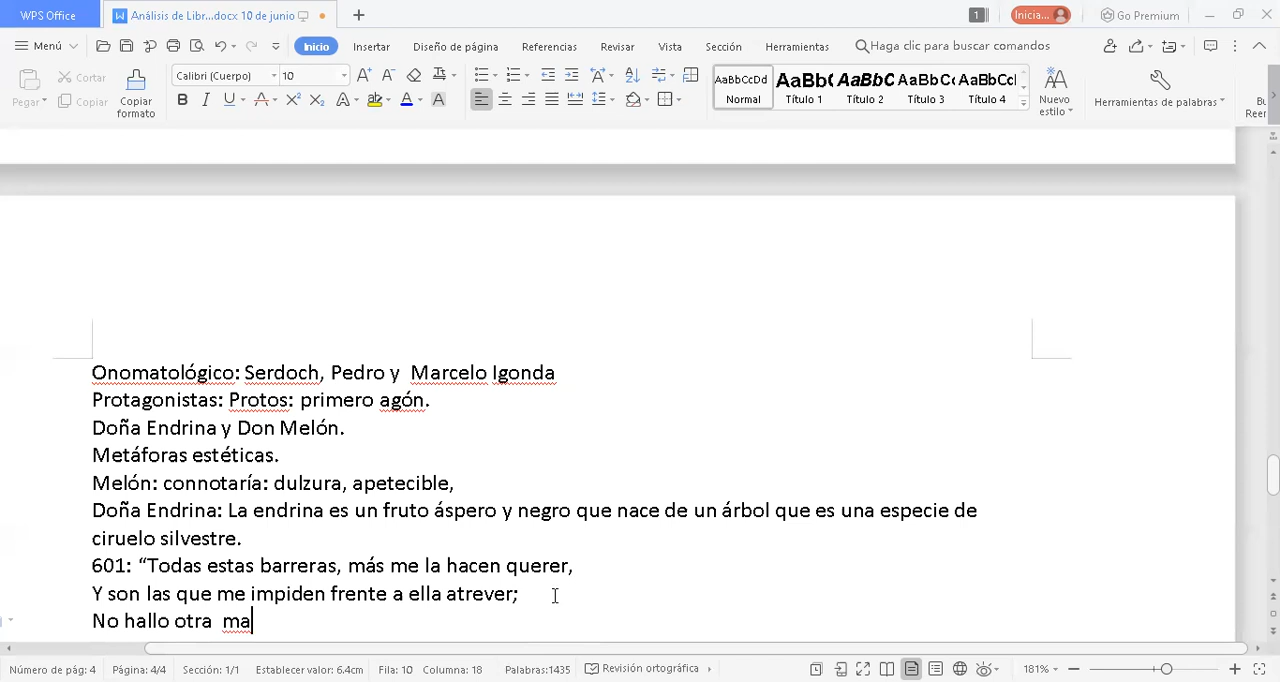 WPS Office
Análisis de Libr...docx 10 de junio
1
Inicia...
Go Premium
Menú
Inicio
Insertar
Diseño de página
Referencias
Revisar
Vista
Sección
Herramientas
Haga clic para buscar comandos
Pegar
Cortar
Copiar
Copiar formato
Calibri (Cuerpo)
10
AaBbCcDd
Normal
AaBb(
Título 1
AaBbC
Título 2
AaBbC(
Título 3
AaBbCcl
Título 4
Nuevo estilo
Herramientas de palabras
Onomatológico: Serdoch, Pedro y  Marcelo Igonda
Protagonistas: Protos: primero agón.
Doña Endrina y Don Melón.
Metáforas estéticas.
Melón: connotaría: dulzura, apetecible,
Doña Endrina: La endrina es un fruto áspero y negro que nace de un árbol que es una especie de
ciruelo silvestre.
601: “Todas estas barreras, más me la hacen querer,
Y son las que me impiden frente a ella atrever;
No hallo otra  ma
Número de pág: 4
Página: 4/4
Sección: 1/1
Establecer valor: 6.4cm
Fila: 10
Columna: 18
Palabras:1435
Revisión ortográfica
181%